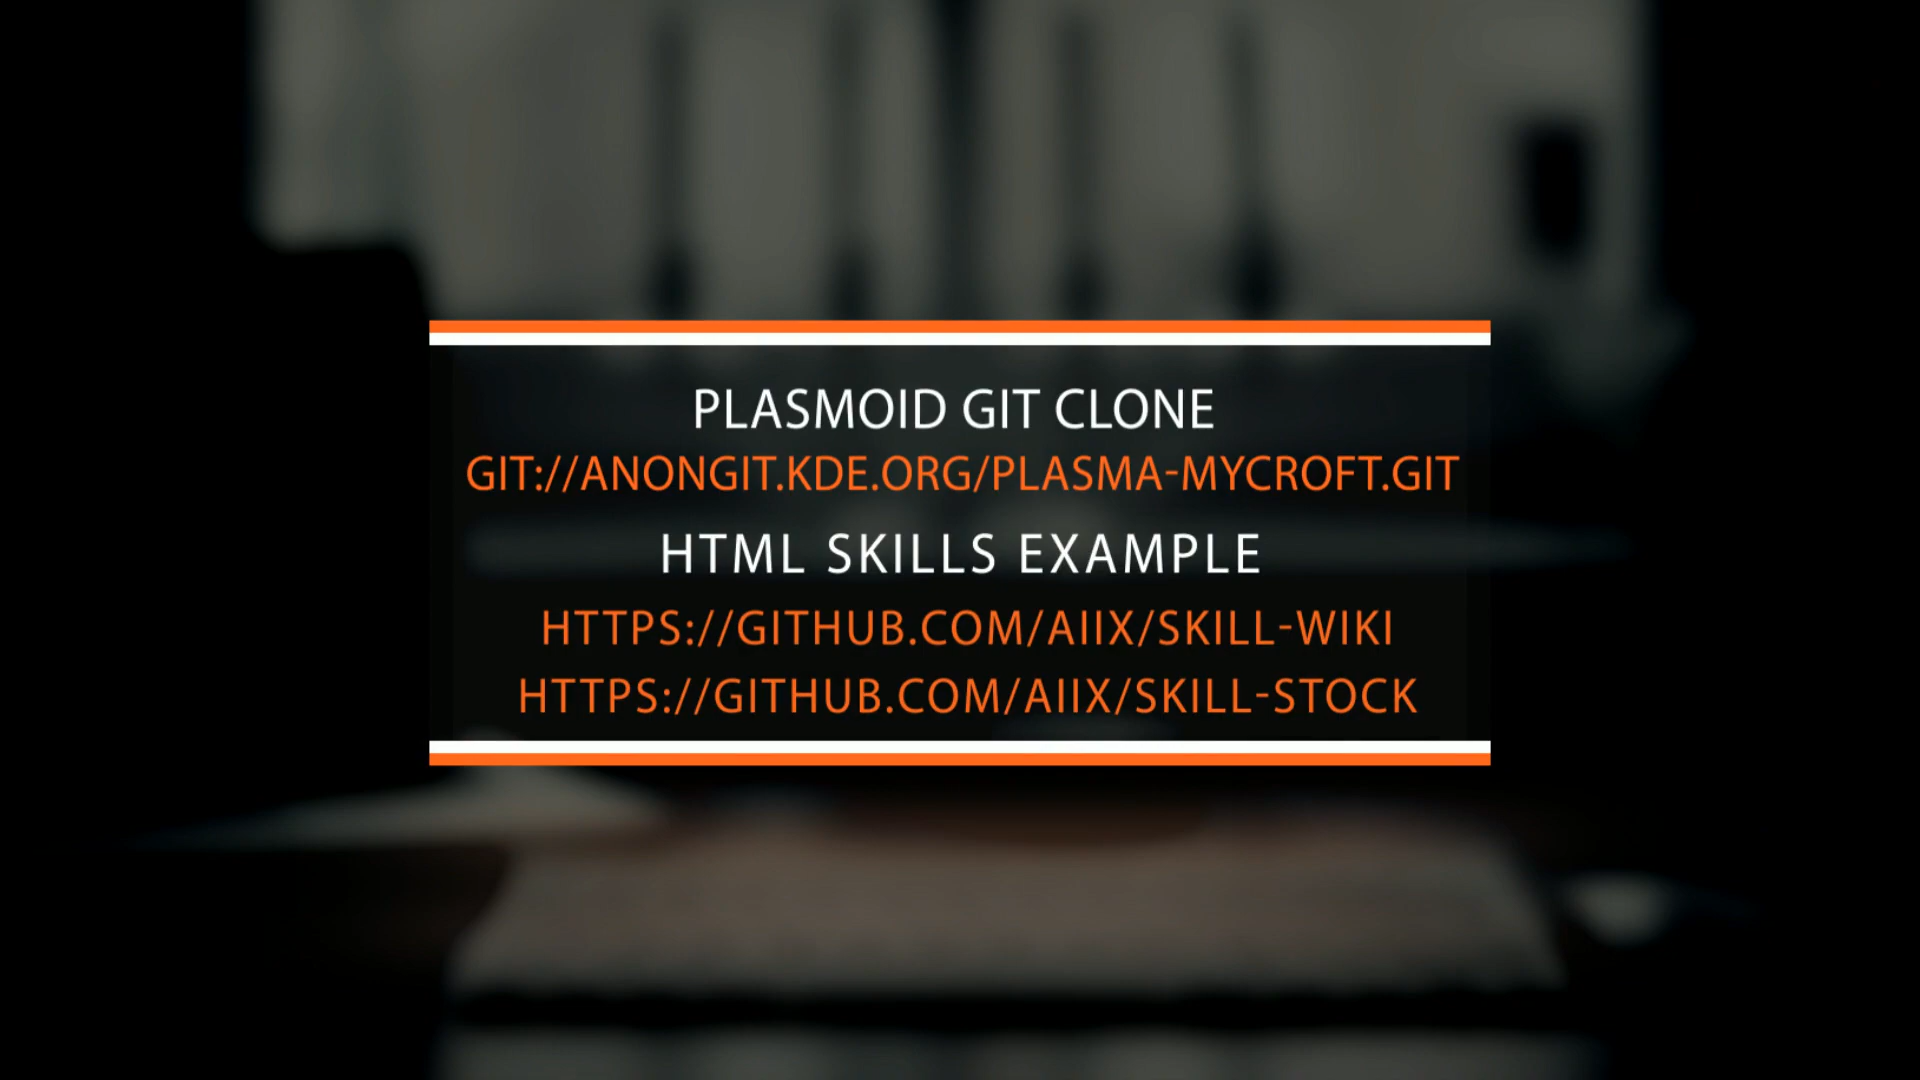 PLASMOID GIT CLONE
GIT://ANONGIT.KDE.ORG/PLASMA-MYCROFT.GIT
HTML SKILLS EXAMPLE
HTTPS://GITHUB.COM/AIIX/SKILL-WIKI
HTTPS://GITHUB.COM/AIIX/SKILL-STOCK